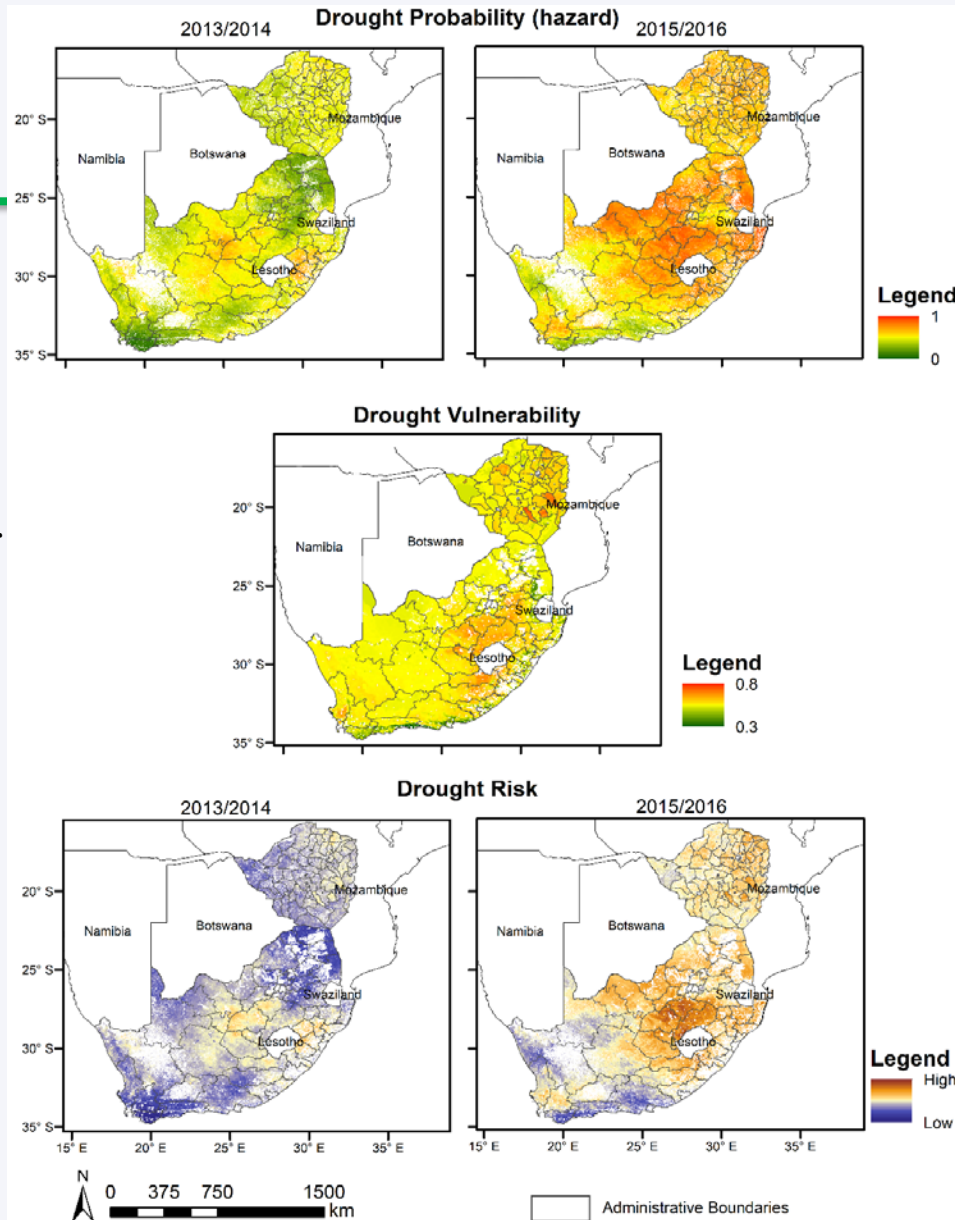 Drought Probability (hazard)
2013/2014
2015/2016
20° S
25° S
30° S
35° S
Namibia
Botswana
Mozambique
Swaziland
Lesotho
Namibia
Botswana
Mozambique
Swaziland
Lesotho
Legend
1
0
Drought Vulnerability
20° S
25° S
30° S
35° S
Namibia
Botswana
Mozambique
Swaziland
Lesotho
Legend
0.8
0.3
Drought Risk
2013/2014
2015/2016
20° S
25° S
30° S
35° S
Namibia
Botswana
Mozambique
Swaziland
Lesotho
Namibia
Botswana
Mozambique
Swaziland
Lesotho
Legend
High
Low
15° E 20° E 25° E 30° E 35° E
15° E 20° E 25° E 30° E 35° E
N
0 375 750 1500
km
Administrative Boundaries